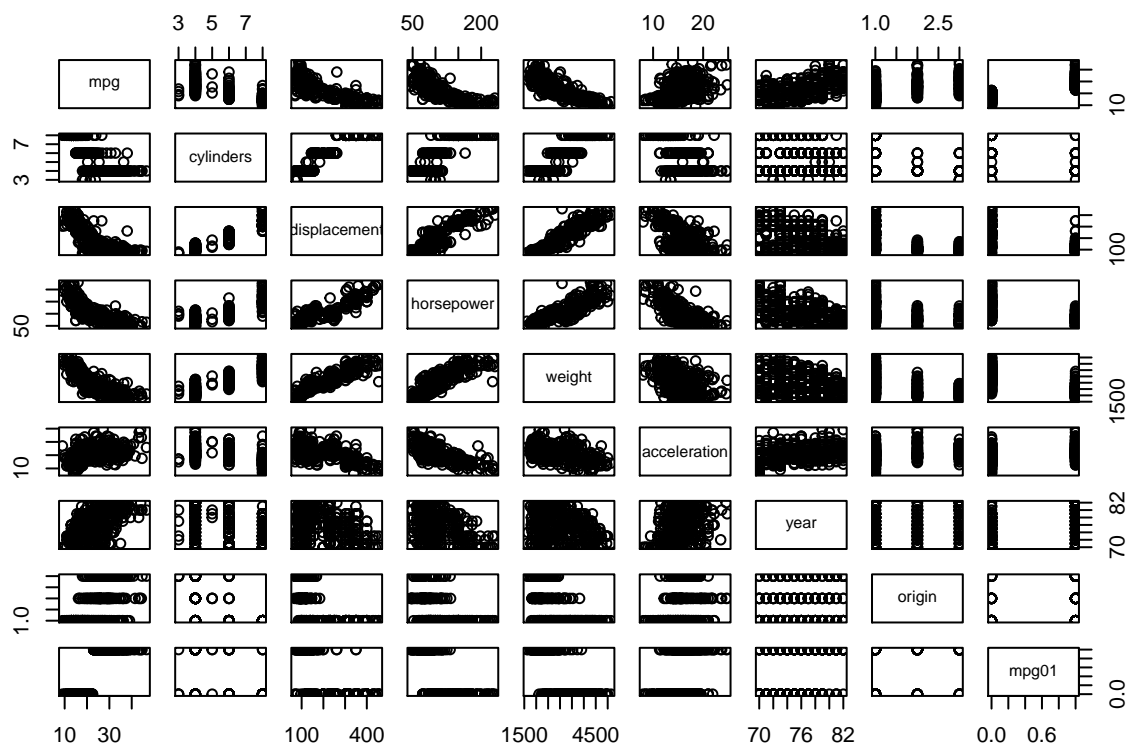 3 5 7
50 200
10 20
1.0 2.5
mpg
10
3 7
cylinders
displacement
100
50
horsepower
weight
1500
10
acceleration
year
70 82
1.0
origin
mpg01
0.0
10 30
100 400
1500 4500
70 76 82
0.0 0.6